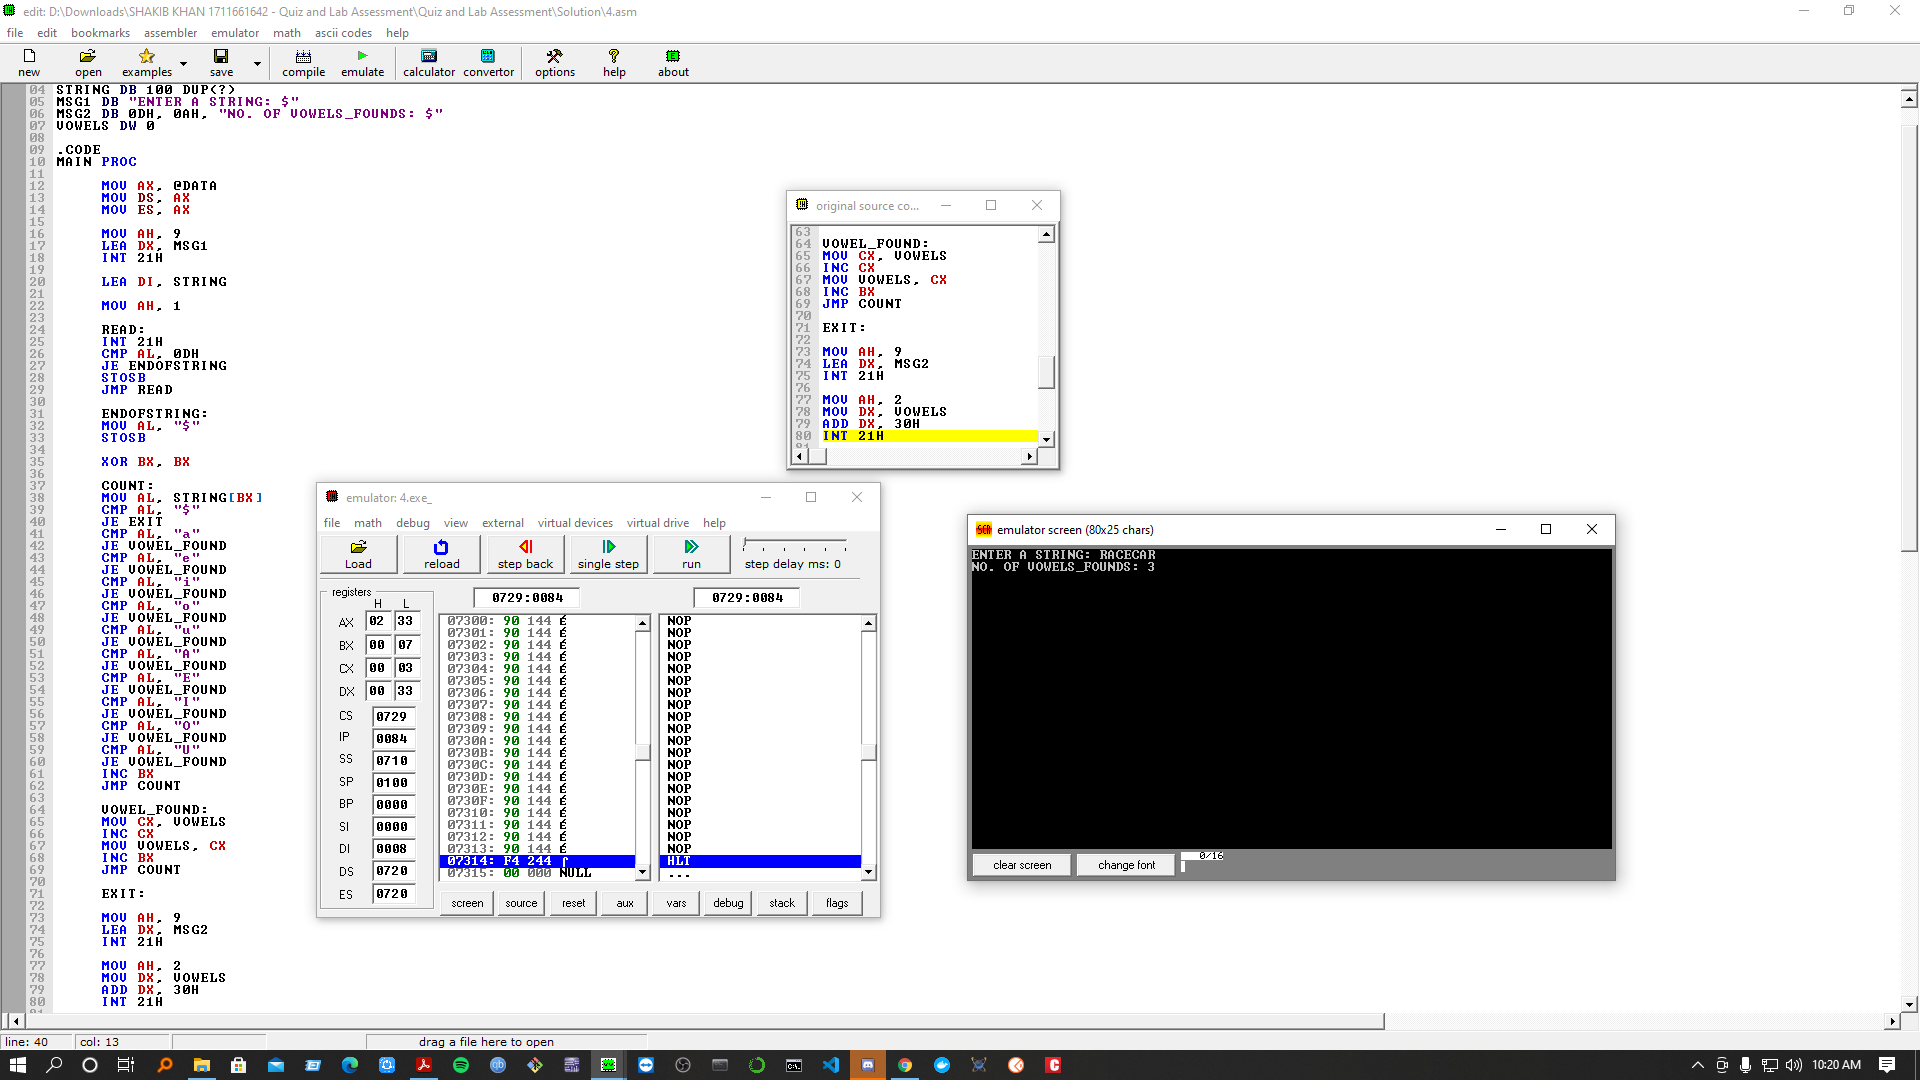 edit: D:\Downloads\SHAKIB KHAN 1711661642 - Quiz and Lab Assessment\Quiz and Lab Assessment\Solution\4.asm
file edit bookmarks assembler emulator math ascii codes help
new open examples save compile emulate calculator convertor options help about
04 STRING DB 100 DUP(?)
05 MSG1 DB "ENTER A STRING: $"
06 MSG2 DB 0DH, 0AH, "NO. OF VOWELS_FOUNDS: $"
07 VOWELS DW 0
08
09 .CODE
10 MAIN PROC
11
12 MOV AX, @DATA
13 MOV DS, AX
14 MOV ES, AX
15
16 MOV AH, 9
17 LEA DX, MSG1
18 INT 21H
19
20 LEA DI, STRING
21
22 MOV AH, 1
23
24 READ:
25 INT 21H
26 CMP AL, 0DH
27 JE ENDOFSTRING
28 STOSB
29 JMP READ
30
31 ENDOFSTRING:
32 MOV AL, "$"
33 STOSB
34
35 XOR BX, BX
36
37 COUNT:
38 MOV AL, STRING[BX]
39 CMP AL, "$"
40 JE EXIT
41 CMP AL, "a"
42 JE VOWEL_FOUND
43 CMP AL, "e"
44 JE VOWEL_FOUND
45 CMP AL, "i"
46 JE VOWEL_FOUND
47 CMP AL, "o"
48 JE VOWEL_FOUND
49 CMP AL, "u"
50 JE VOWEL_FOUND
51 CMP AL, "A"
52 JE VOWEL_FOUND
53 CMP AL, "E"
54 JE VOWEL_FOUND
55 CMP AL, "I"
56 JE VOWEL_FOUND
57 CMP AL, "O"
58 JE VOWEL_FOUND
59 CMP AL, "U"
60 JE VOWEL_FOUND
61 INC BX
62 JMP COUNT
63
64 VOWEL_FOUND:
65 MOV CX, VOWELS
66 INC CX
67 MOV VOWELS, CX
68 INC BX
69 JMP COUNT
70
71 EXIT:
72
73 MOV AH, 9
74 LEA DX, MSG2
75 INT 21H
76
77 MOV AH, 2
78 MOV DX, VOWELS
79 ADD DX, 30H
80 INT 21H
original source co...
63
64 VOWEL_FOUND:
65 MOV CX, VOWELS
66 INC CX
67 MOV VOWELS, CX
68 INC BX
69 JMP COUNT
70
71 EXIT:
72
73 MOV AH, 9
74 LEA DX, MSG2
75 INT 21H
76
77 MOV AH, 2
78 MOV DX, VOWELS
79 ADD DX, 30H
80 INT 21H
emulator: 4.exe_
file math debug view external virtual devices virtual drive help
Load reload step back single step run step delay ms: 0
registers
H L
AX 02 33
BX 00 07
CX 00 03
DX 00 33
CS 0729
IP 0084
SS 0710
SP 0100
BP 0000
SI 0000
DI 0008
DS 0720
ES 0720
0729:0084 0729:0084
07300: 90 144 É NOP
07301: 90 144 É NOP
07302: 90 144 É NOP
07303: 90 144 É NOP
07304: 90 144 É NOP
07305: 90 144 É NOP
07306: 90 144 É NOP
07307: 90 144 É NOP
07308: 90 144 É NOP
07309: 90 144 É NOP
0730A: 90 144 É NOP
0730B: 90 144 É NOP
0730C: 90 144 É NOP
0730D: 90 144 É NOP
0730E: 90 144 É NOP
0730F: 90 144 É NOP
07310: 90 144 É NOP
07311: 90 144 É NOP
07312: 90 144 É NOP
07313: 90 144 É NOP
07314: F4 244 ⌠ HLT
07315: 00 000 NULL ...
screen source reset aux vars debug stack flags
emulator screen (80x25 chars)
ENTER A STRING: RACECAR
NO. OF VOWELS_FOUNDS: 3
clear screen change font 0/16
line: 40 col: 13 drag a file here to open
10:20 AM